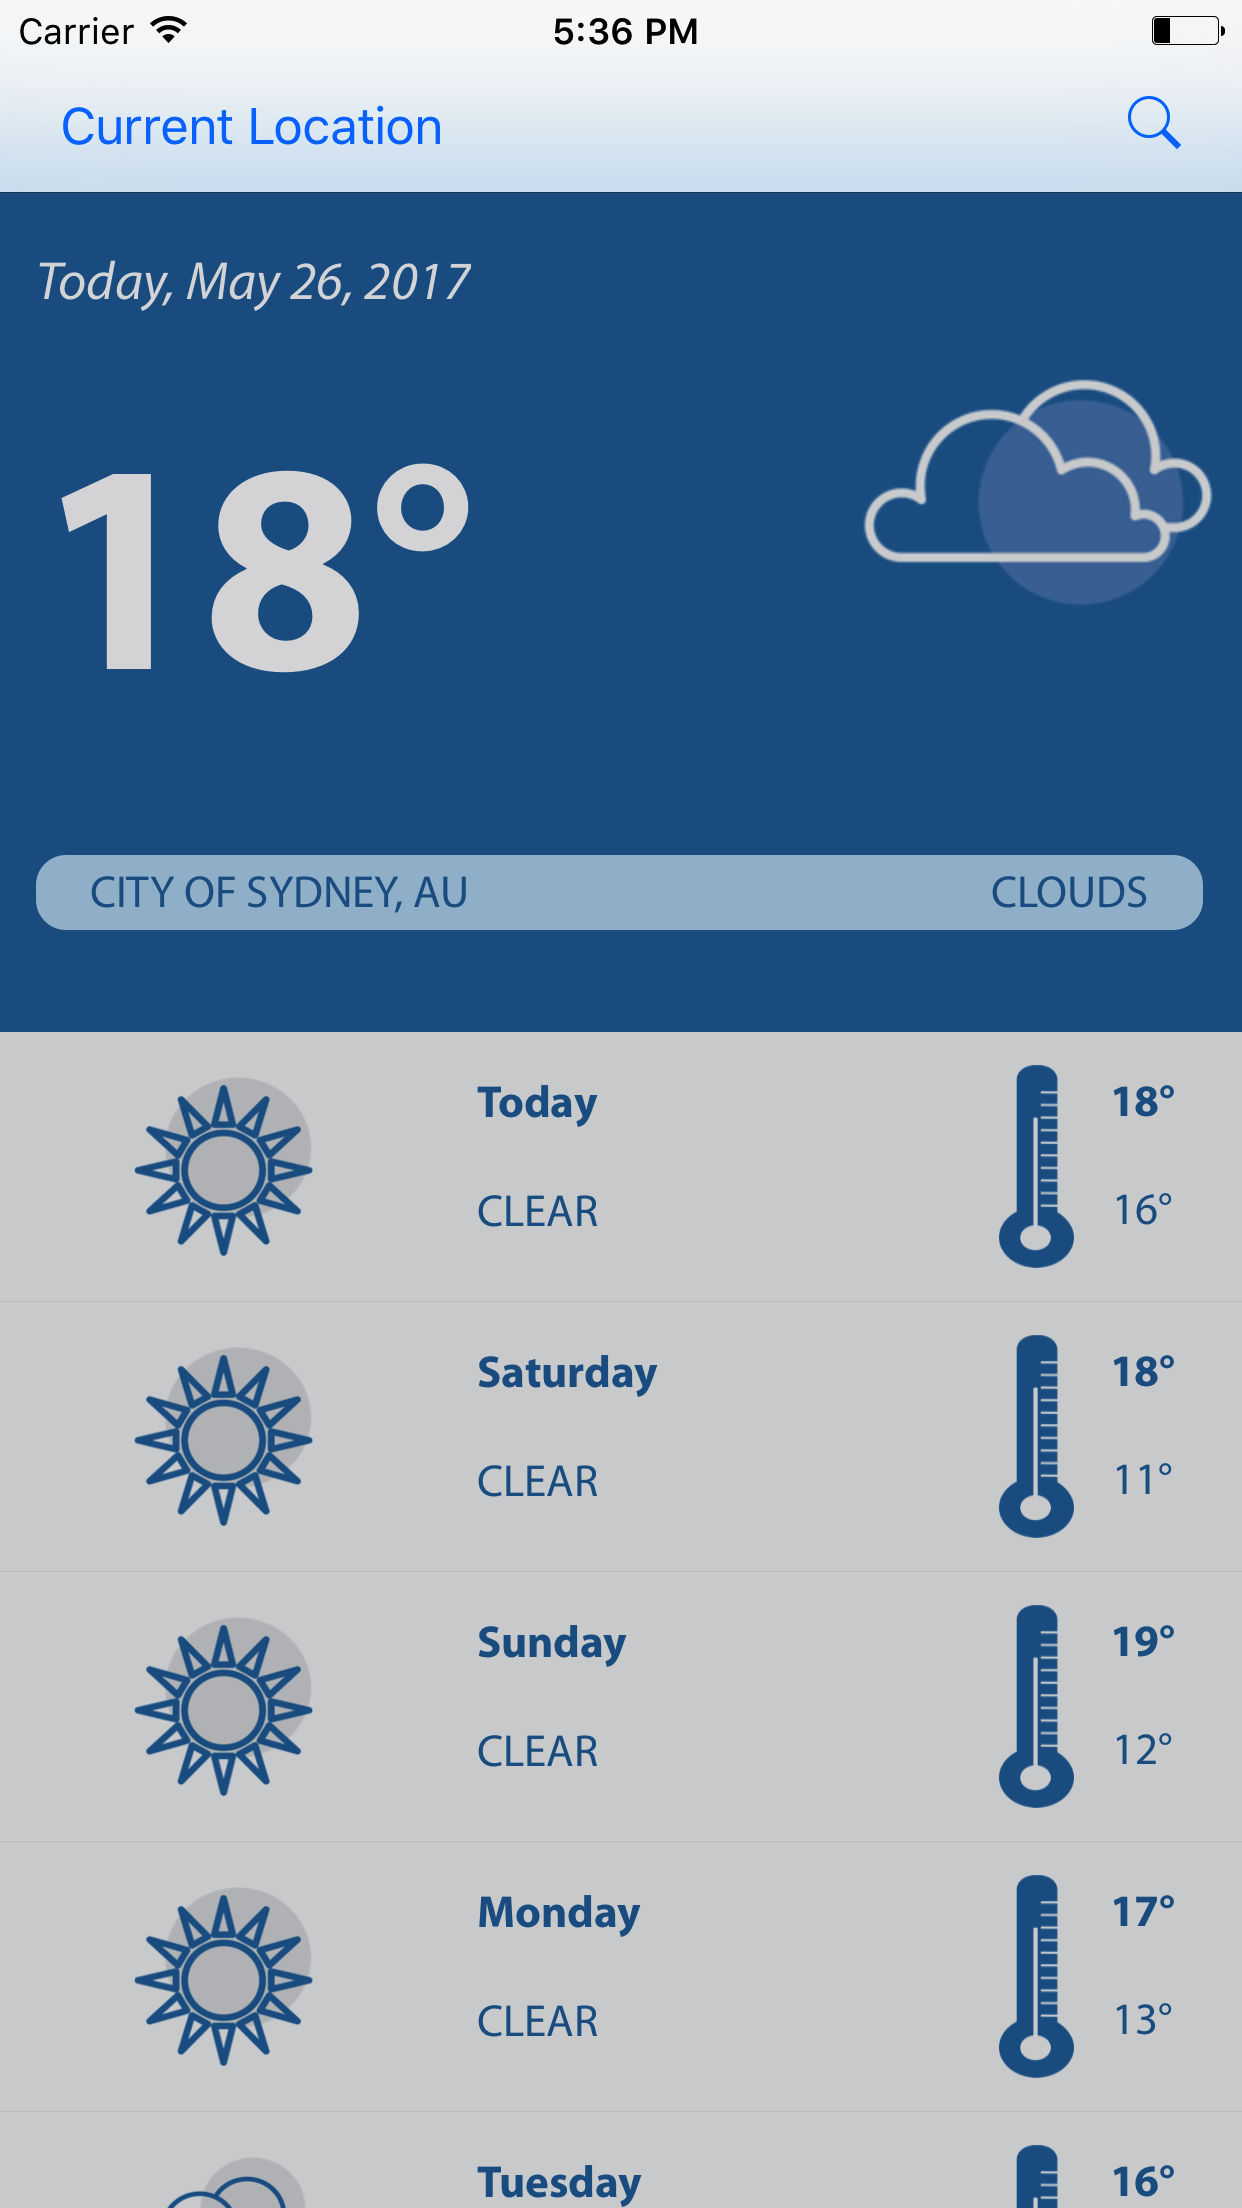 Carrier 5:36 PM
Current Location
Today, May 26, 2017
18°
CITY OF SYDNEY, AU CLOUDS
Today 18°
CLEAR 16°
Saturday 18°
CLEAR 11°
Sunday 19°
CLEAR 12°
Monday 17°
CLEAR 13°
Tuesday 16°